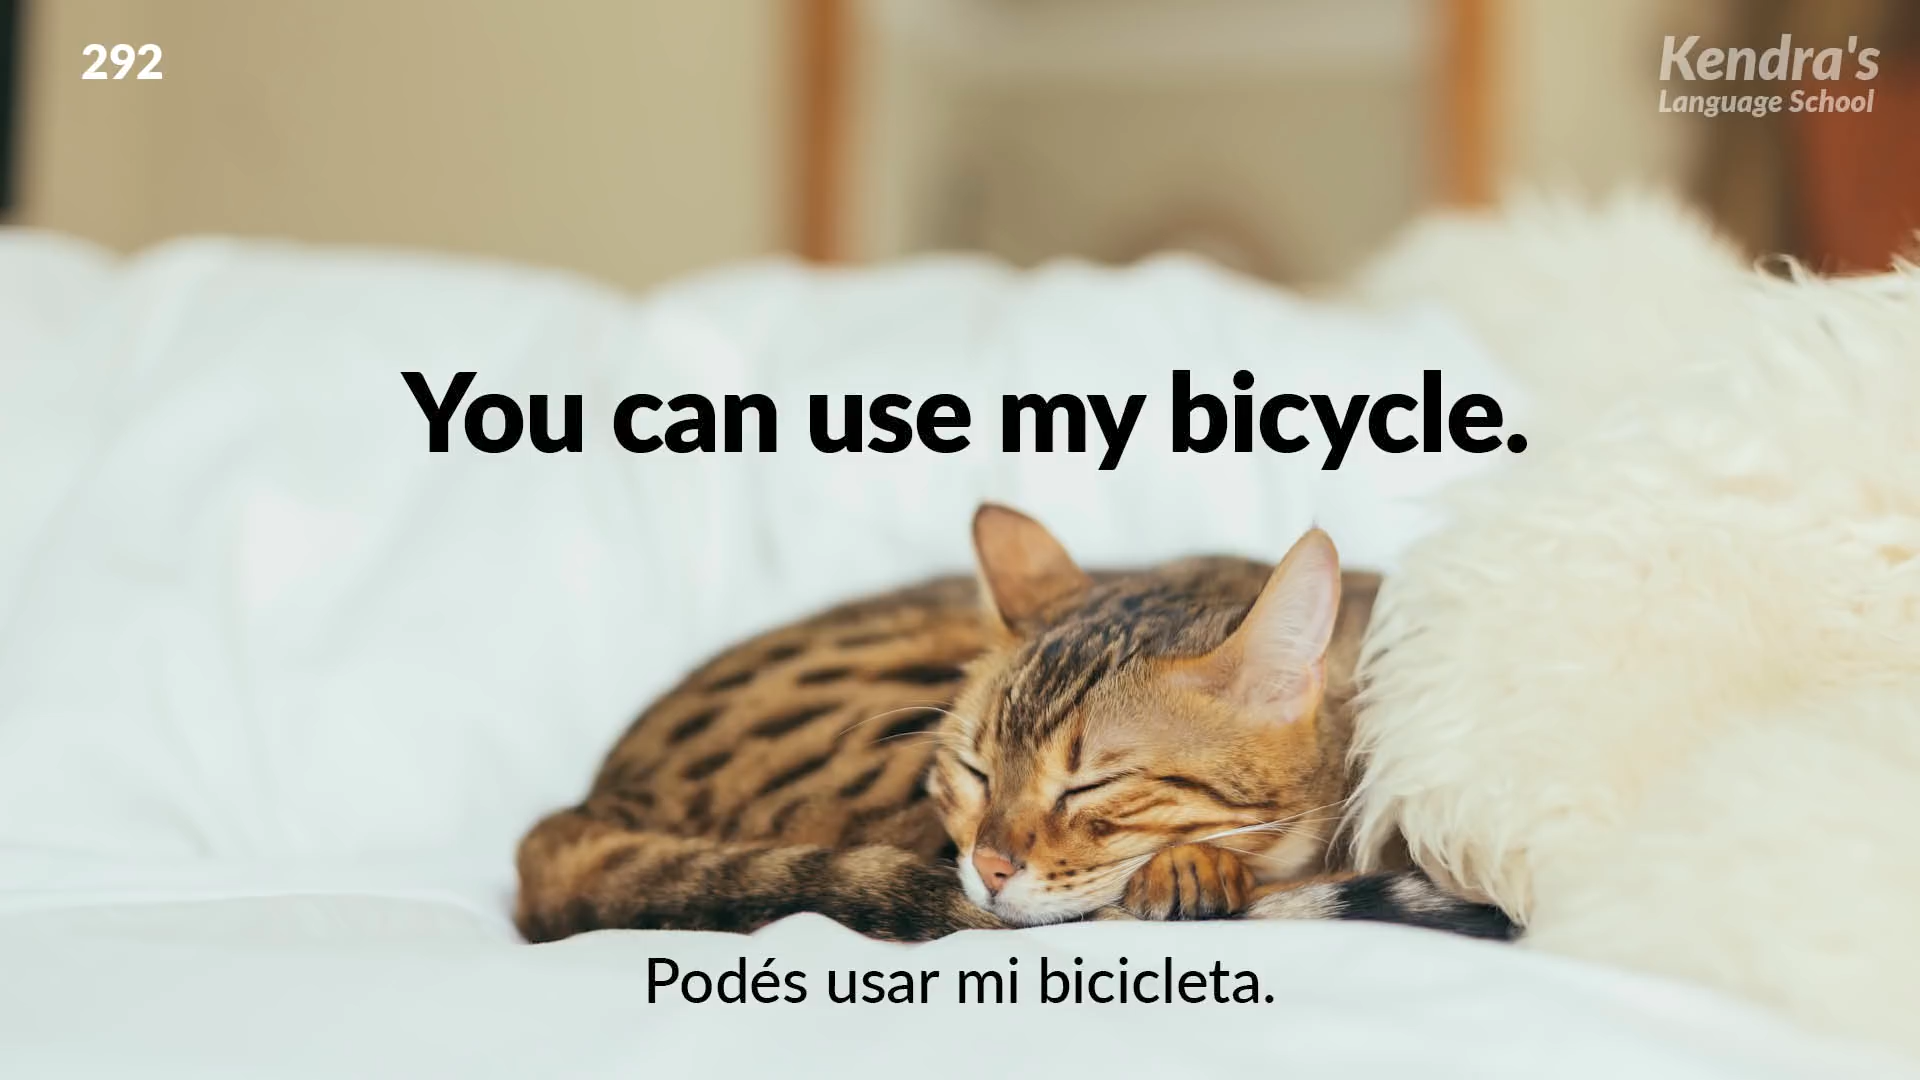 292
Kendra's
Language School
You can use my bicycle.
Podés usar mi bicicleta.